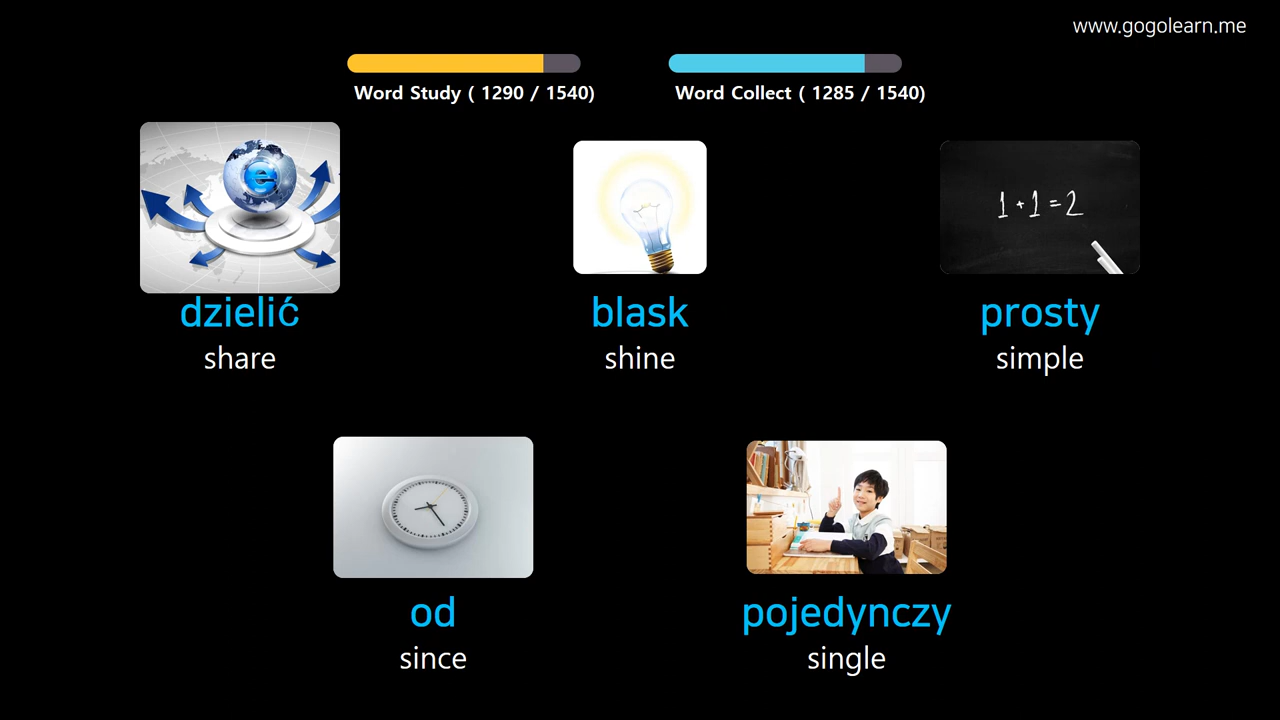 www.gogolearn.me
Word Study ( 1290 / 1540)
Word Collect ( 1285 / 1540)
e
1+1=2
dzielić
share
blask
shine
prosty
simple
od
since
pojedynczy
single